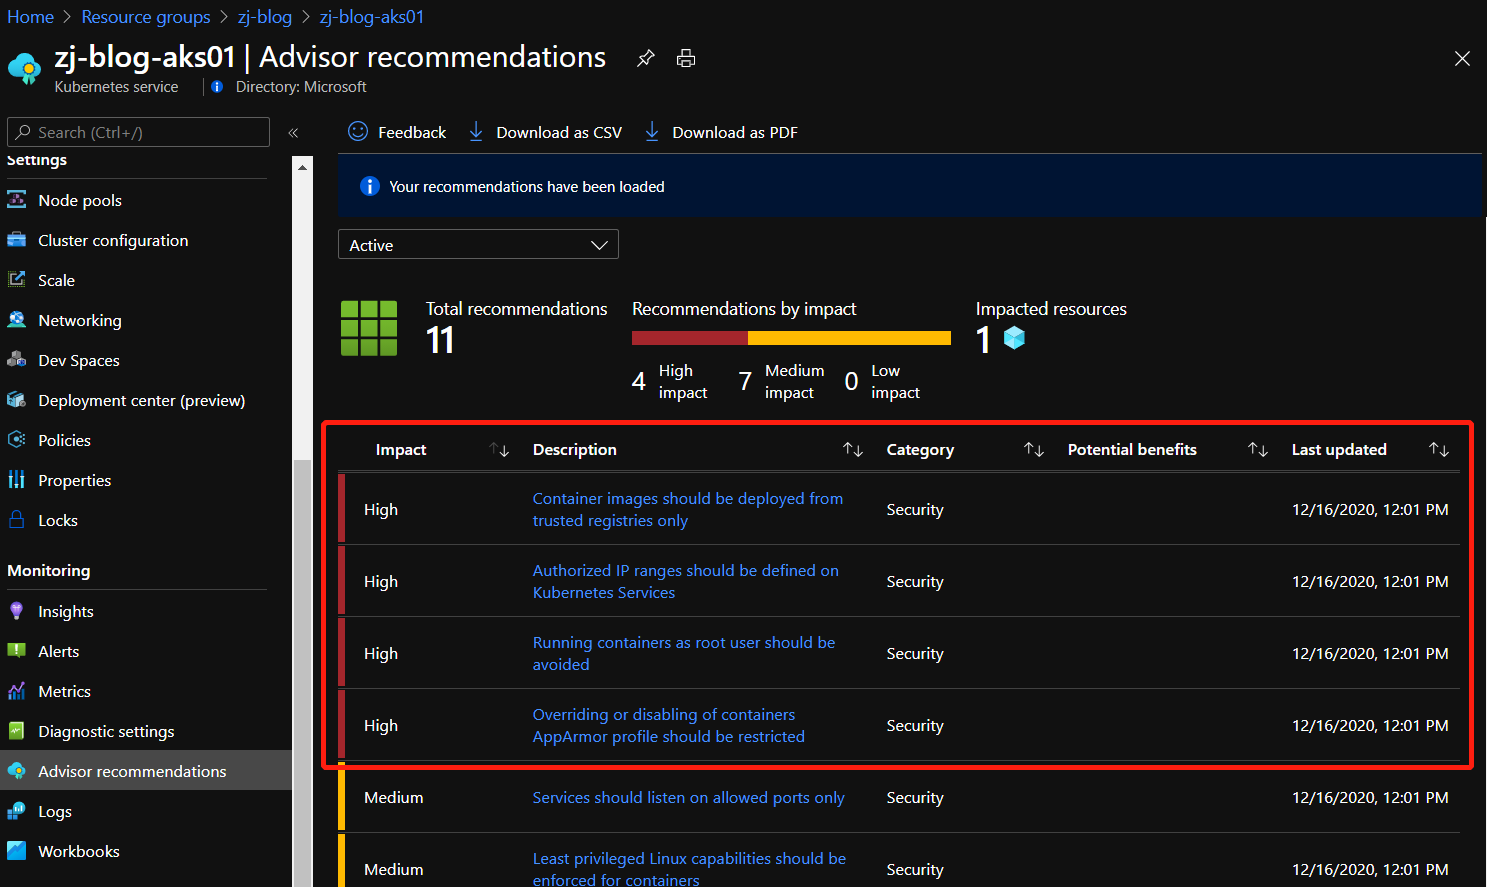 Home > Resource groups > zj-blog > zj-blog-aks01
zj-blog-aks01 | Advisor recommendations
Kubernetes service
Directory: Microsoft
Search (Ctrl+/)
«
Settings
Node pools
Cluster configuration
Scale
Networking
Dev Spaces
Deployment center (preview)
Policies
Properties
Locks
Monitoring
Insights
Alerts
Metrics
Diagnostic settings
Advisor recommendations
Logs
Workbooks
Feedback
Download as CSV
Download as PDF
Your recommendations have been loaded
Active
Total recommendations
11
Recommendations by impact
4 High impact
7 Medium impact
0 Low impact
Impacted resources
1
Impact Description Category Potential benefits Last updated
High
Container images should be deployed from
trusted registries only
Security
12/16/2020, 12:01 PM
High
Authorized IP ranges should be defined on
Kubernetes Services
Security
12/16/2020, 12:01 PM
High
Running containers as root user should be
avoided
Security
12/16/2020, 12:01 PM
High
Overriding or disabling of containers
AppArmor profile should be restricted
Security
12/16/2020, 12:01 PM
Medium
Services should listen on allowed ports only
Security
12/16/2020, 12:01 PM
Medium
Least privileged Linux capabilities should be
enforced for containers
Security
12/16/2020, 12:01 PM